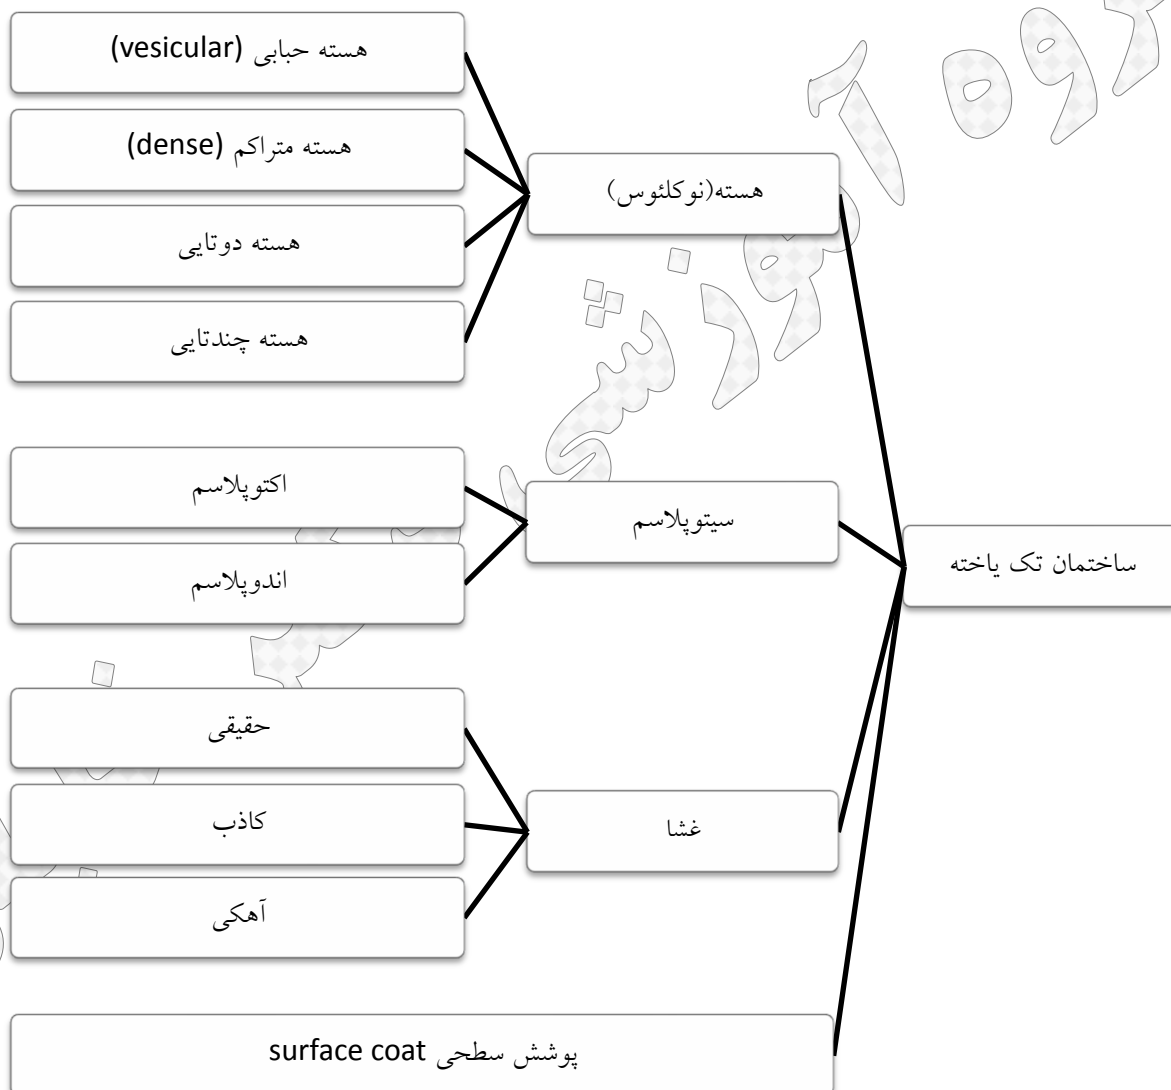 ساختمان تک یاخته
هسته(نوکلئوس)
هسته حبابی (vesicular)
هسته متراکم (dense)
هسته دوتایی
هسته چندتایی
سیتوپلاسم
اکتوپلاسم
اندوپلاسم
غشا
حقیقی
کاذب
آهکی
پوشش سطحی surface coat